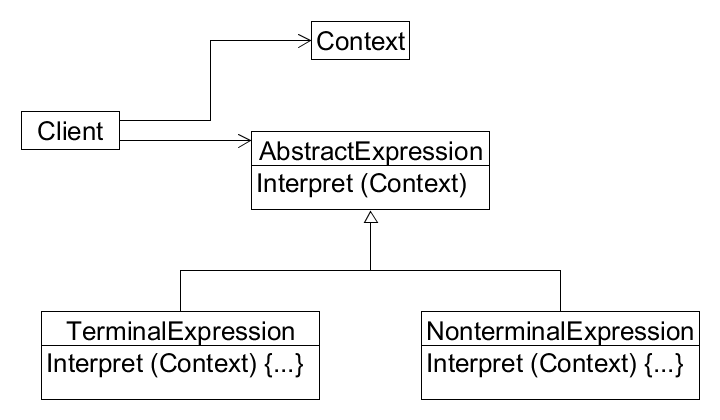 Context
Client
AbstractExpression
Interpret (Context)
TerminalExpression
Interpret (Context) {...}
NonterminalExpression
Interpret (Context) {...}